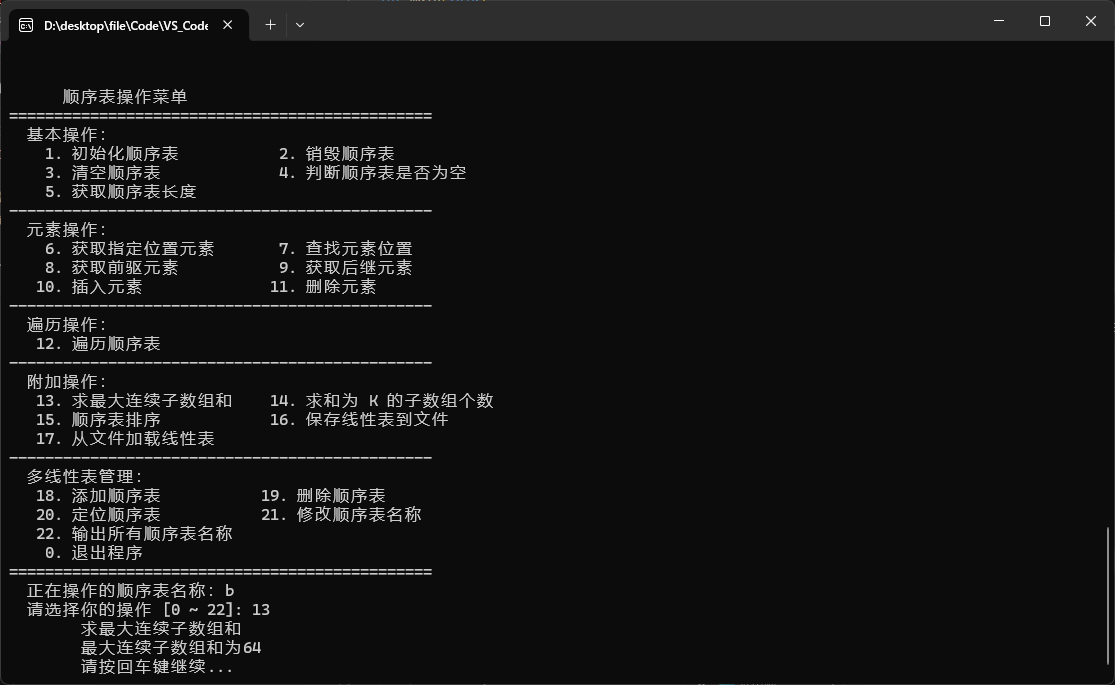 D:\desktop\file\Code\VS_Code
顺序表操作菜单
===============================================
基本操作:
1. 初始化顺序表 2. 销毁顺序表
3. 清空顺序表 4. 判断顺序表是否为空
5. 获取顺序表长度
-----------------------------------------------
元素操作:
6. 获取指定位置元素 7. 查找元素位置
8. 获取前驱元素 9. 获取后继元素
10. 插入元素 11. 删除元素
-----------------------------------------------
遍历操作:
12. 遍历顺序表
-----------------------------------------------
附加操作:
13. 求最大连续子数组和 14. 求和为 K 的子数组个数
15. 顺序表排序 16. 保存线性表到文件
17. 从文件加载线性表
-----------------------------------------------
多线性表管理:
18. 添加顺序表 19. 删除顺序表
20. 定位顺序表 21. 修改顺序表名称
22. 输出所有顺序表名称
0. 退出程序
===============================================
正在操作的顺序表名称: b
请选择你的操作 [0 ~ 22]: 13
求最大连续子数组和
最大连续子数组和为64
请按回车键继续...